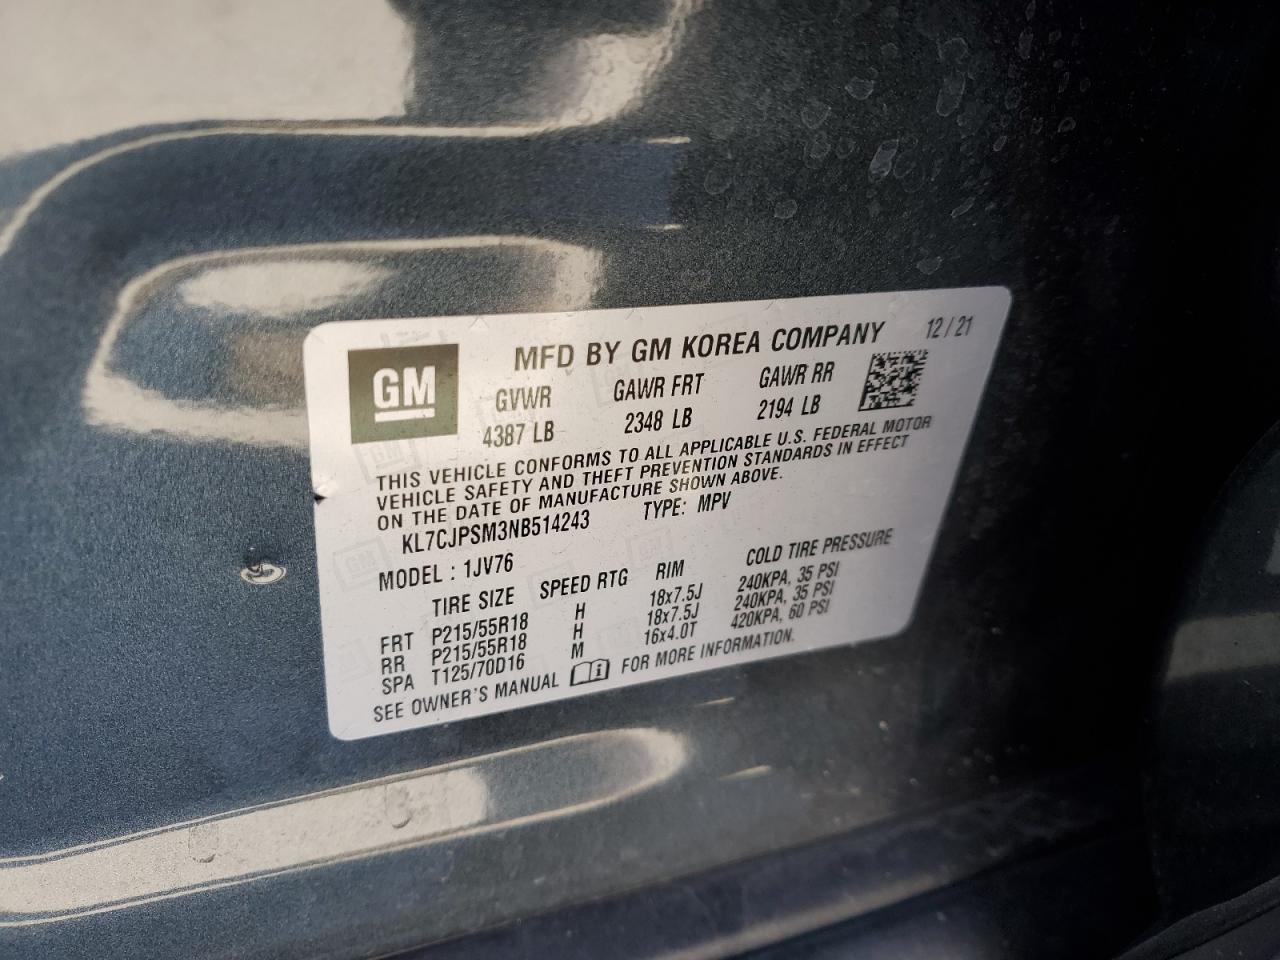 GM
MFD BY GM KOREA COMPANY 12/21
GVWR GAWR FRT GAWR RR
4387 LB 2348 LB 2194 LB
THIS VEHICLE CONFORMS TO ALL APPLICABLE U.S. FEDERAL MOTOR
VEHICLE SAFETY AND THEFT PREVENTION STANDARDS IN EFFECT
ON THE DATE OF MANUFACTURE SHOWN ABOVE.
KL7CJPSM3NB514243 TYPE: MPV
MODEL : 1JV76
TIRE SIZE SPEED RTG RIM COLD TIRE PRESSURE
FRT P215/55R18 H 18x7.5J 240KPA, 35 PSI
RR P215/55R18 H 18x7.5J 240KPA, 35 PSI
SPA T125/70D16 M 16x4.0T 420KPA, 60 PSI
SEE OWNER'S MANUAL FOR MORE INFORMATION.